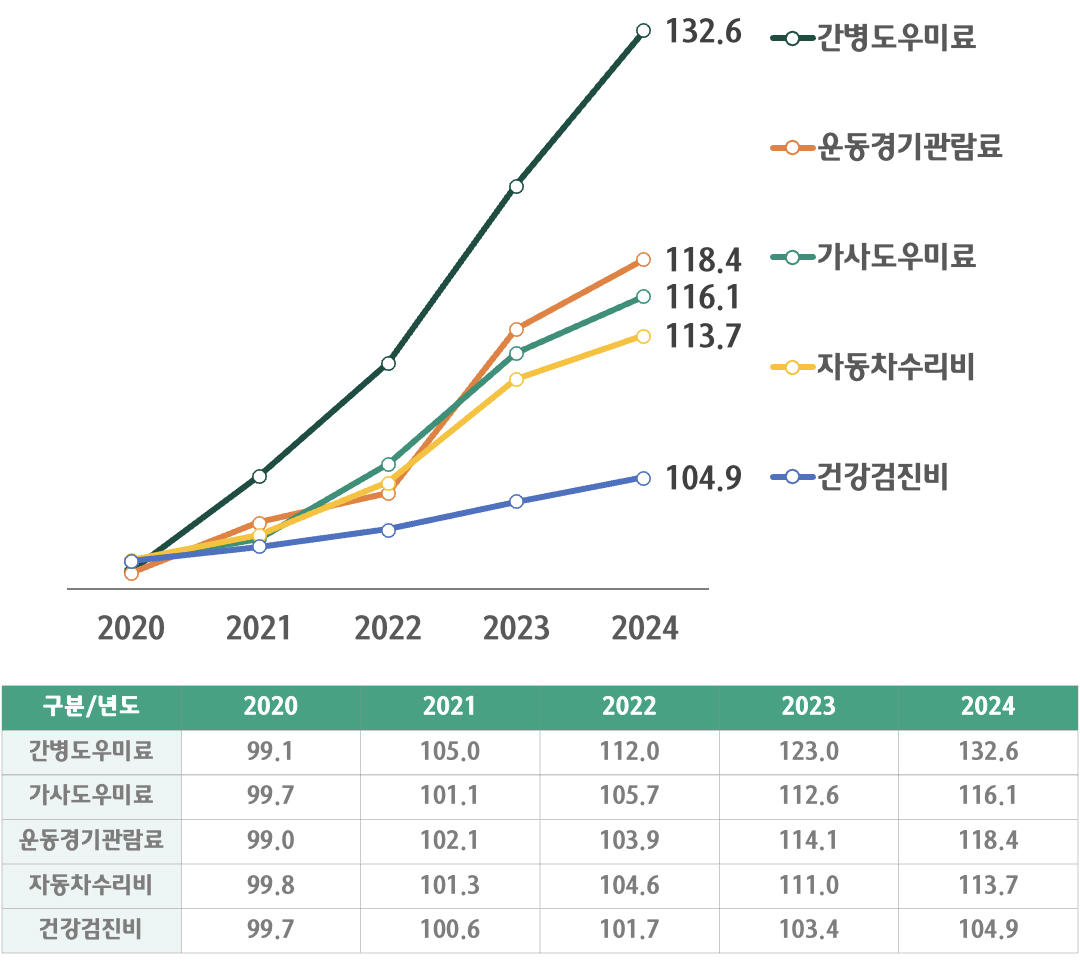 132.6
간병도우미료
운동경기관람료
118.4
가사도우미료
116.1
113.7
자동차수리비
104.9
건강검진비
2020 2021 2022 2023 2024
구분/년도 2020 2021 2022 2023 2024
간병도우미료 99.1 105.0 112.0 123.0 132.6
가사도우미료 99.7 101.1 105.7 112.6 116.1
운동경기관람료 99.0 102.1 103.9 114.1 118.4
자동차수리비 99.8 101.3 104.6 111.0 113.7
건강검진비 99.7 100.6 101.7 103.4 104.9